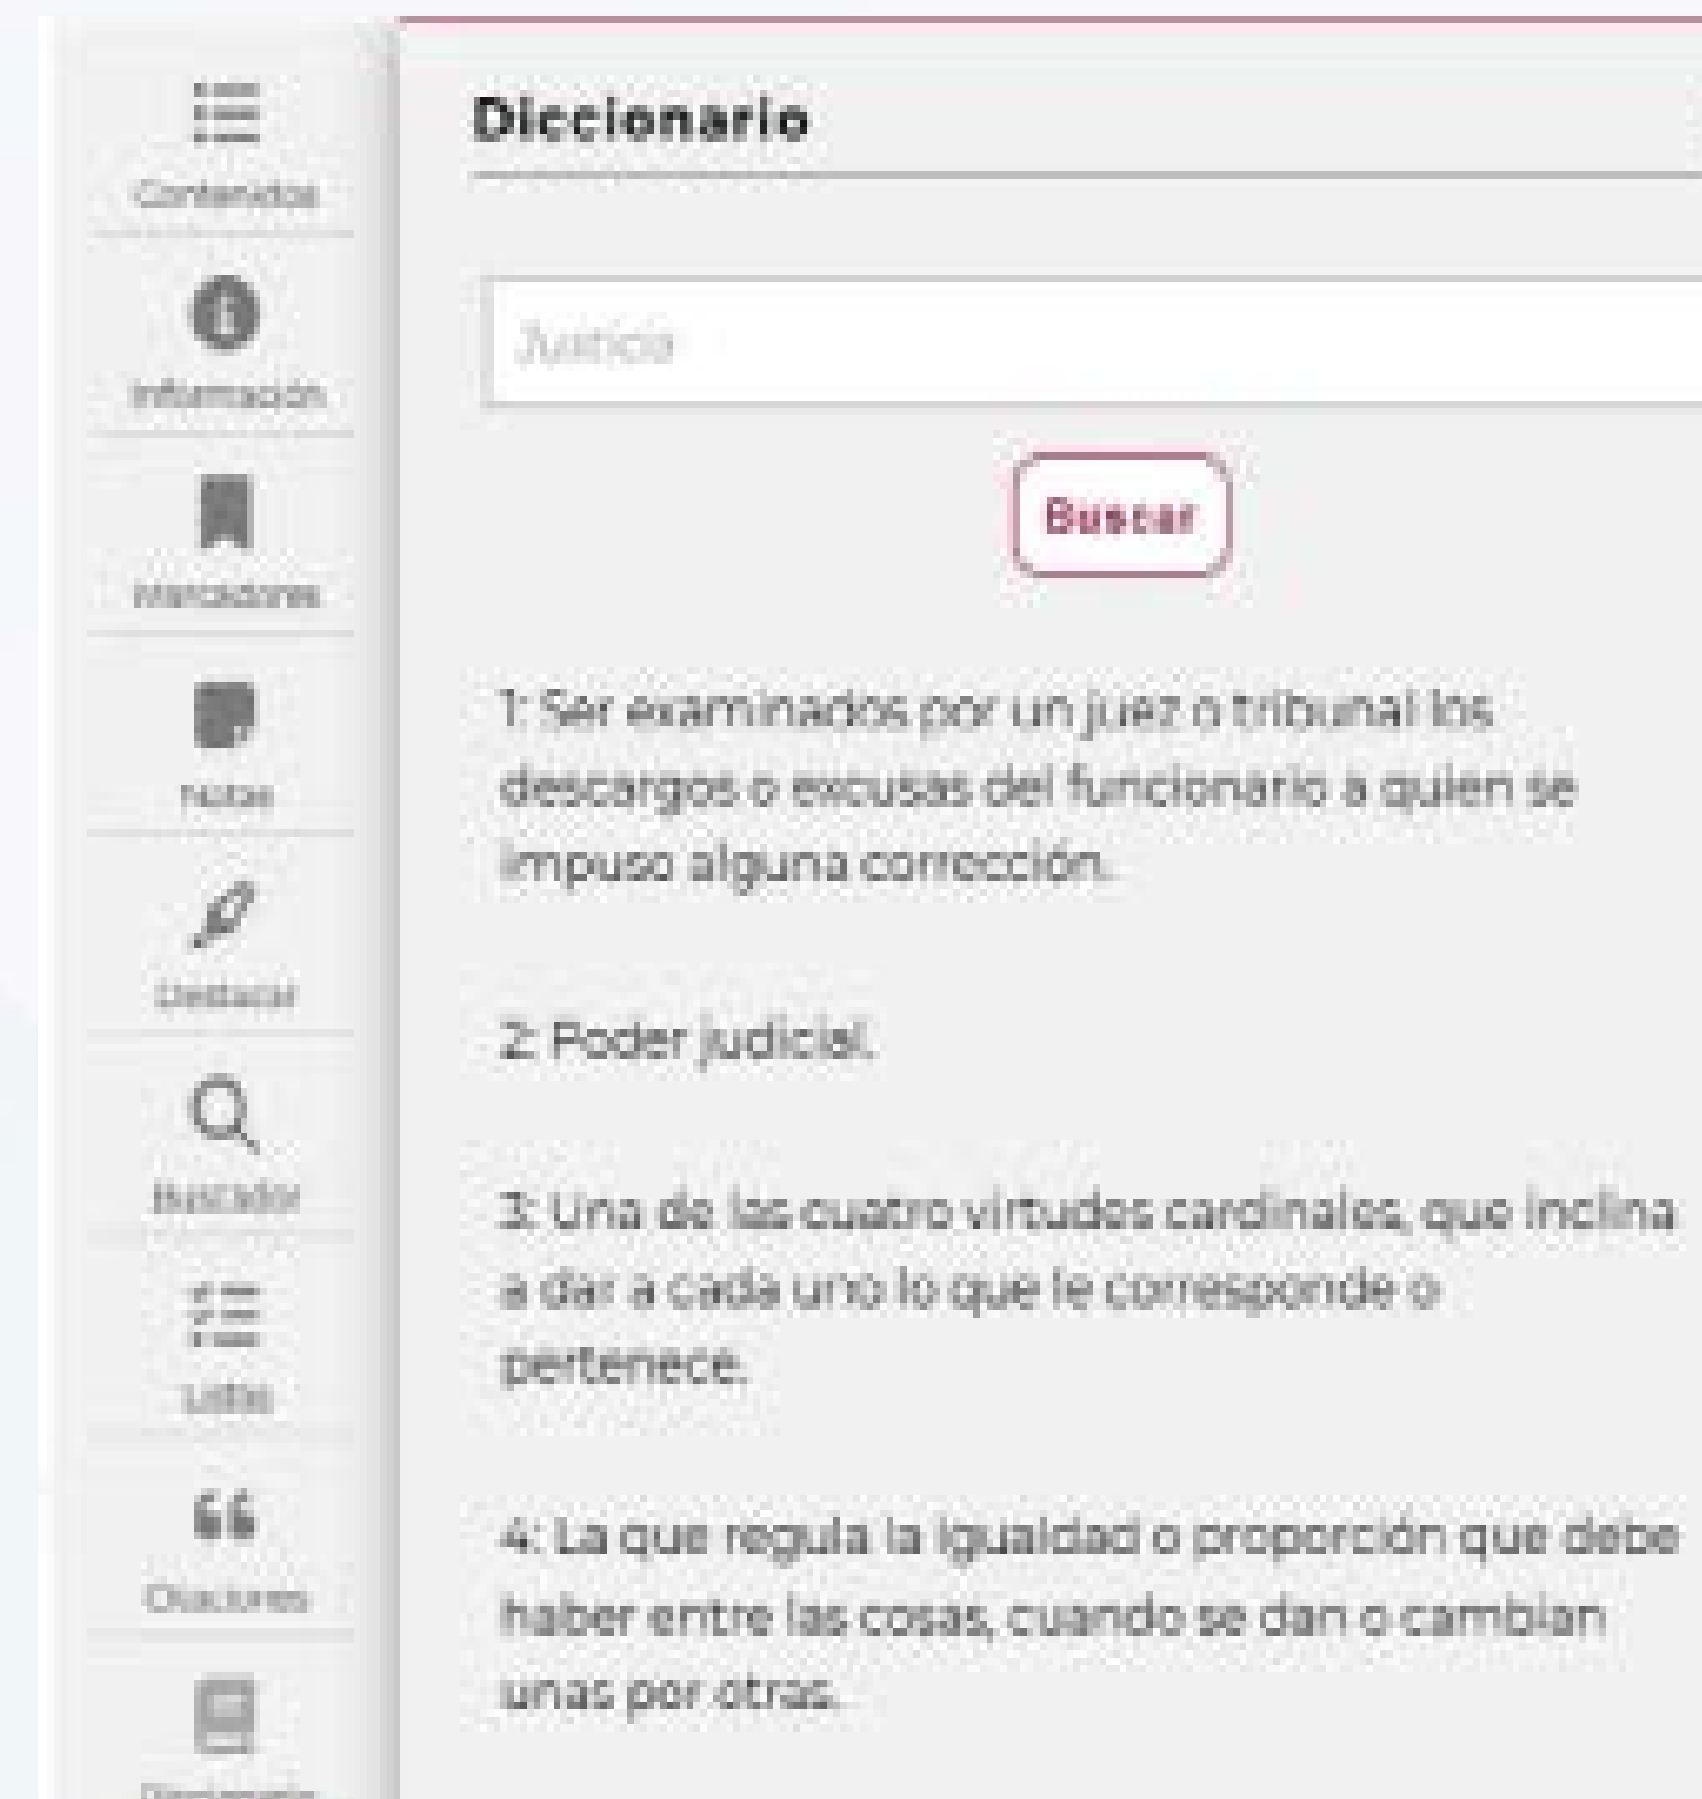 Diccionario
Justicia
Buscar
1: Ser examinados por un juez o tribunal los
descargos o excusas del funcionario a quien se
impuso alguna corrección.
2: Poder judicial.
3: Una de las cuatro virtudes cardinales, que inclina
a dar a cada uno lo que le corresponde o
pertenece.
4: La que regula la igualdad o proporción que debe
haber entre las cosas, cuando se dan o cambian
unas por otras.
Contenidos
Información
Marcadores
Notas
Destacar
Buscador
Listas
Citaciones
Diccionario